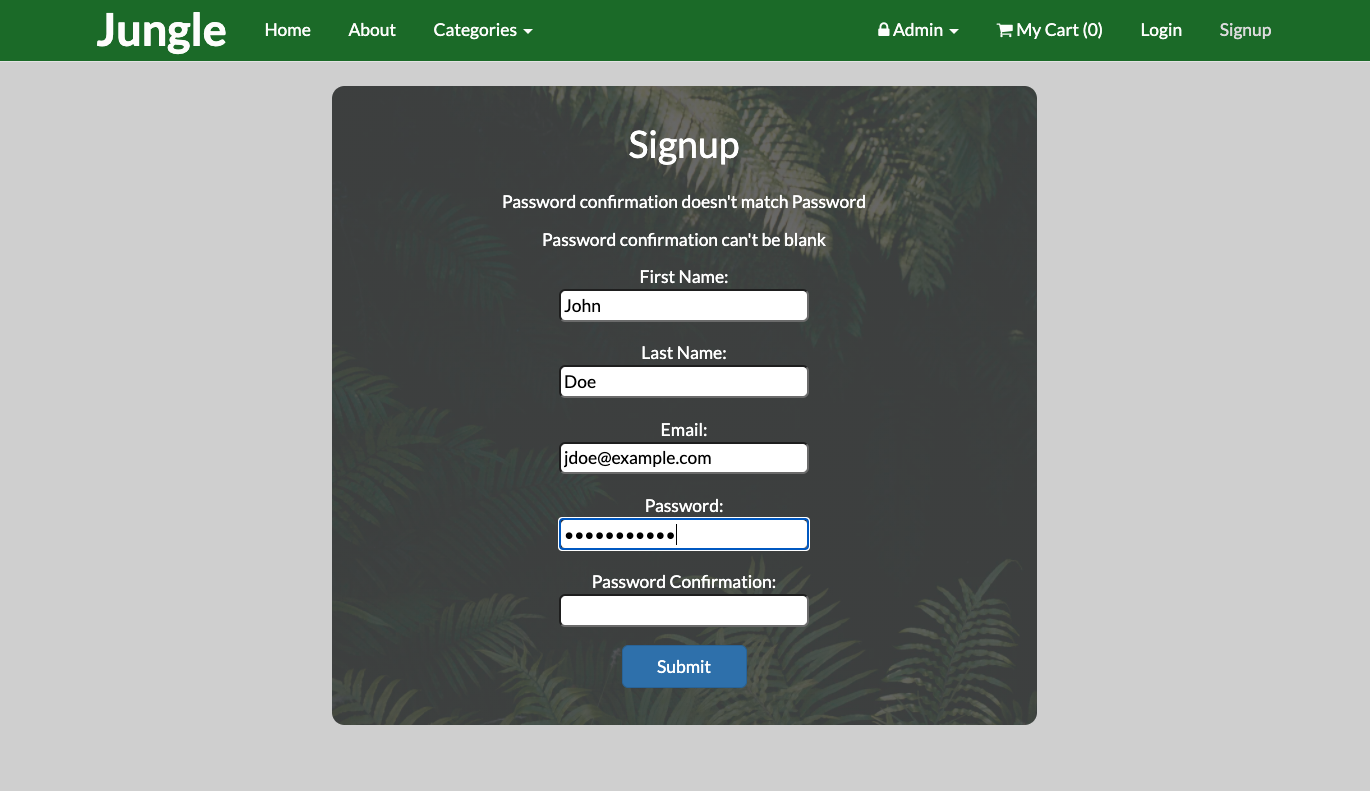 Jungle Home About Categories Admin My Cart (0) Login Signup
Signup
Password confirmation doesn't match Password
Password confirmation can't be blank
First Name:
John
Last Name:
Doe
Email:
jdoe@example.com
Password:
•••••••••••
Password Confirmation:
Submit